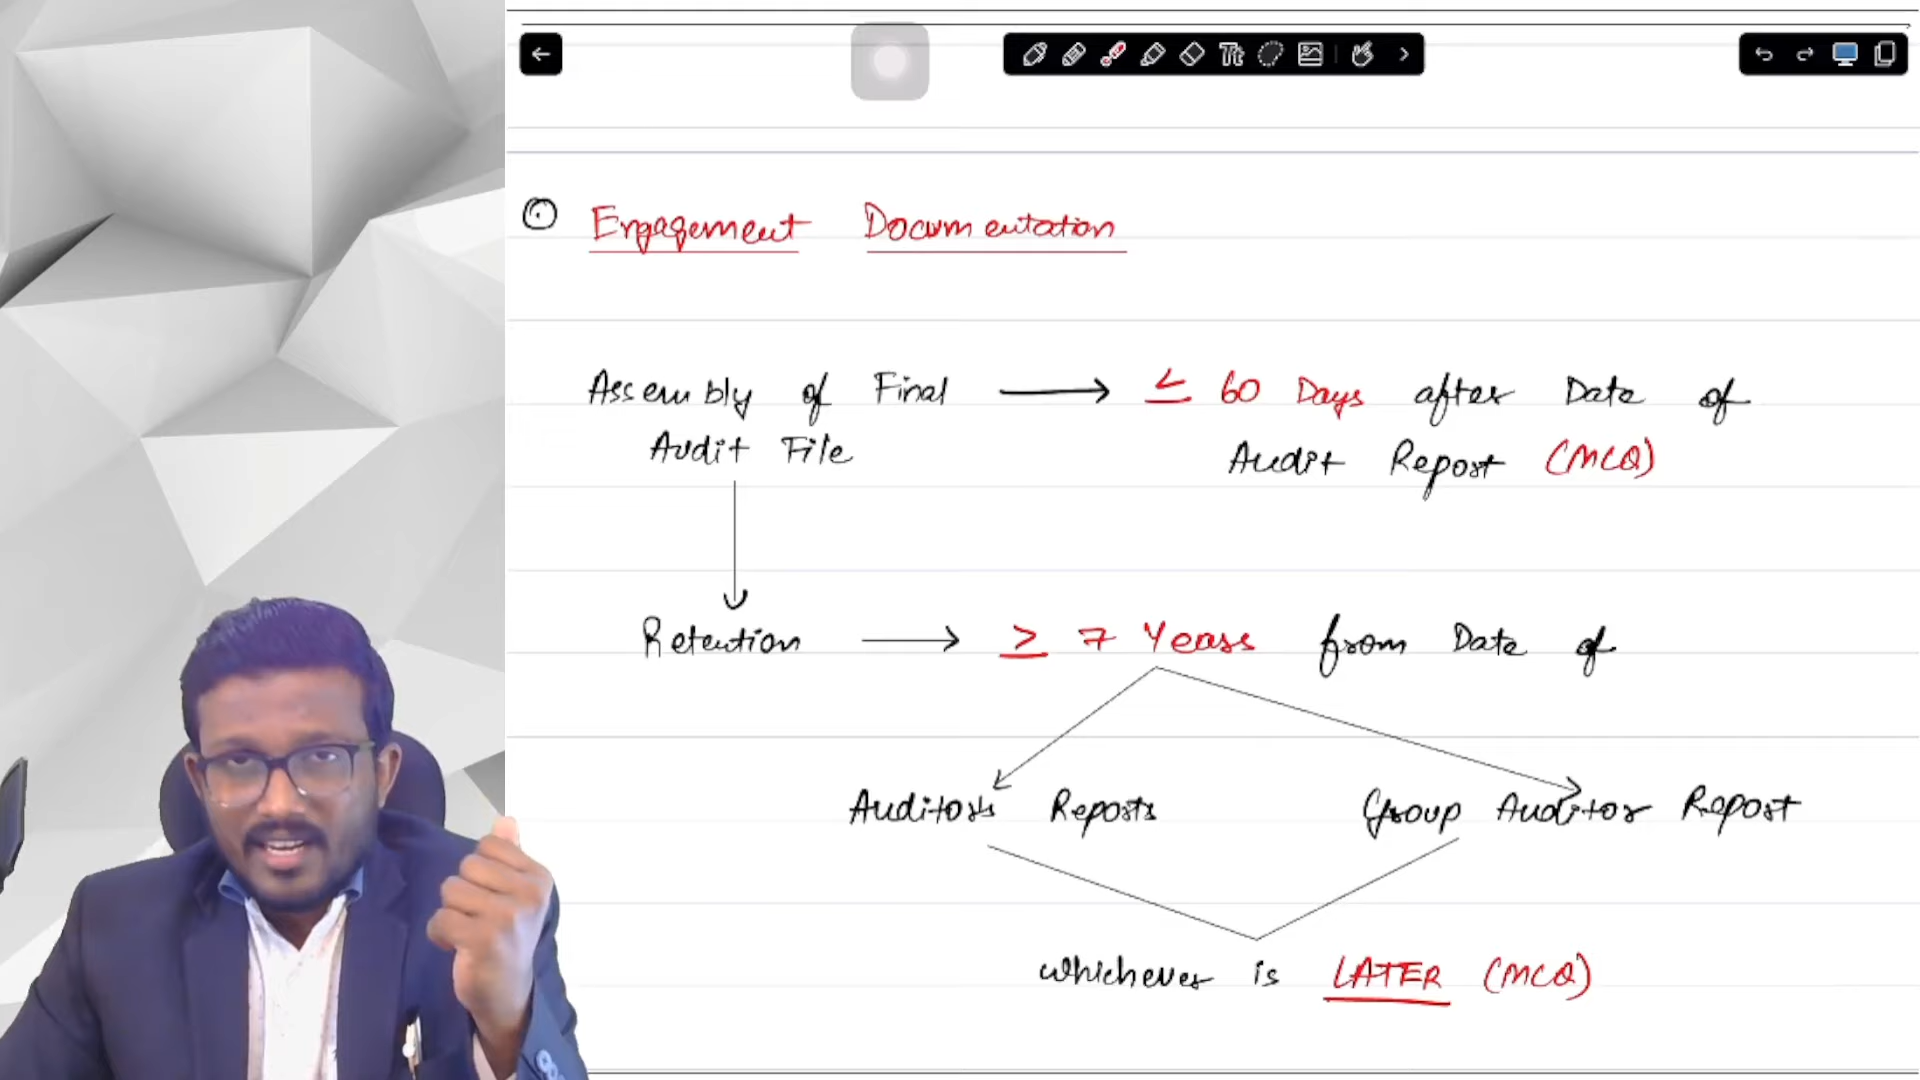 Engagement Documentation
Assembly of Final → ≤ 60 Days after Date of
Audit File Audit Report (MCQ)
Retention → ≥ 7 Years from Date of
Auditors Reports Group Auditor Report
whichever is LATER (MCQ)